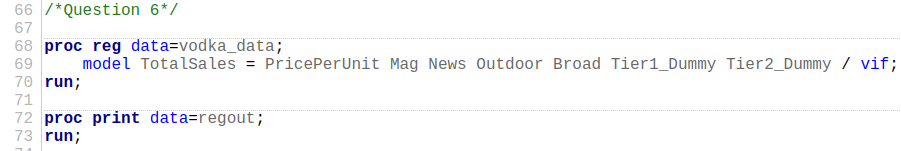 66 /*Question 6*/
67
68 proc reg data=vodka_data;
69 model TotalSales = PricePerUnit Mag News Outdoor Broad Tier1_Dummy Tier2_Dummy / vif;
70 run;
71
72 proc print data=regout;
73 run;